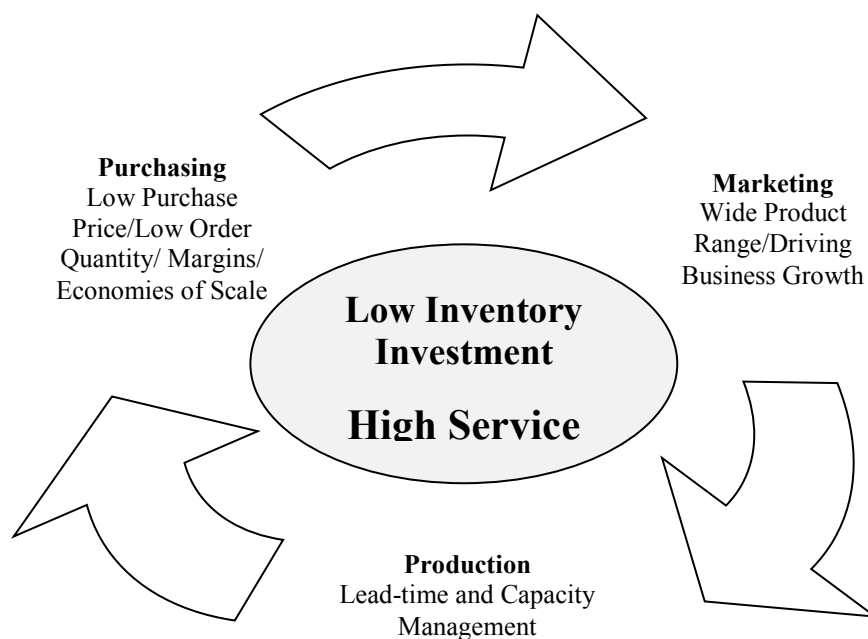 Purchasing
Low Purchase
Price/Low Order
Quantity/ Margins/
Economies of Scale
Marketing
Wide Product
Range/Driving
Business Growth
Low Inventory
Investment
High Service
Production
Lead-time and Capacity
Management